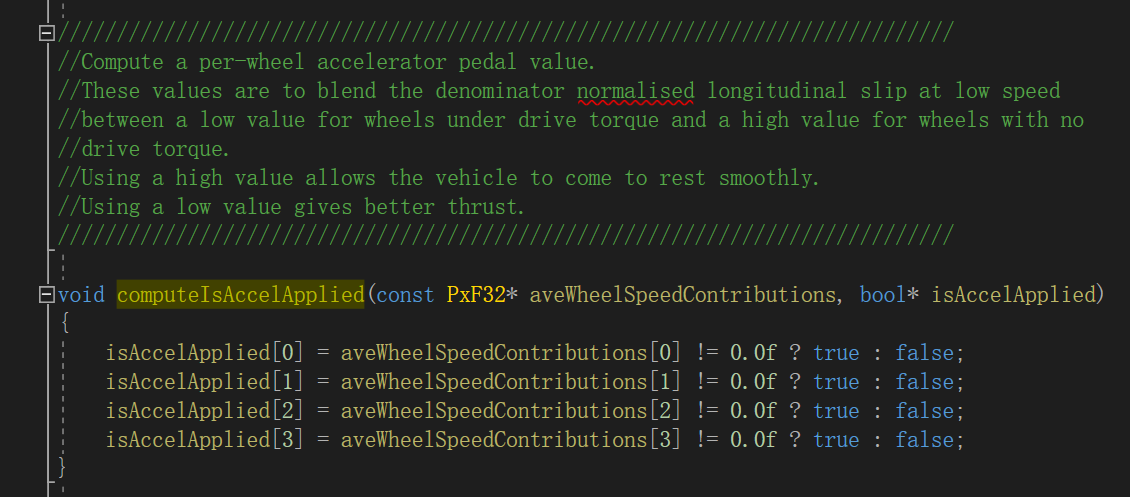 ////////////////////////////////////////////////////////////////////////////
//Compute a per-wheel accelerator pedal value.
//These values are to blend the denominator normalised longitudinal slip at low speed
//between a low value for wheels under drive torque and a high value for wheels with no
//drive torque.
//Using a high value allows the vehicle to come to rest smoothly.
//Using a low value gives better thrust.
////////////////////////////////////////////////////////////////////////////
void computeIsAccelApplied(const PxF32* aveWheelSpeedContributions, bool* isAccelApplied)
{
    isAccelApplied[0] = aveWheelSpeedContributions[0] != 0.0f ? true : false;
    isAccelApplied[1] = aveWheelSpeedContributions[1] != 0.0f ? true : false;
    isAccelApplied[2] = aveWheelSpeedContributions[2] != 0.0f ? true : false;
    isAccelApplied[3] = aveWheelSpeedContributions[3] != 0.0f ? true : false;
}